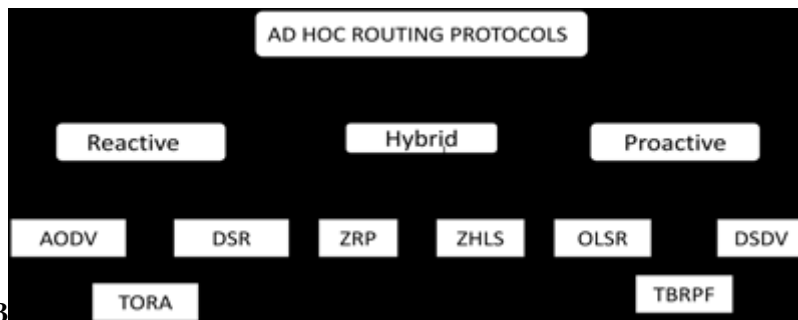 AD HOC ROUTING PROTOCOLS
Reactive
Hybrid
Proactive
AODV
DSR
ZRP
ZHLS
OLSR
DSDV
TORA
TBRPF